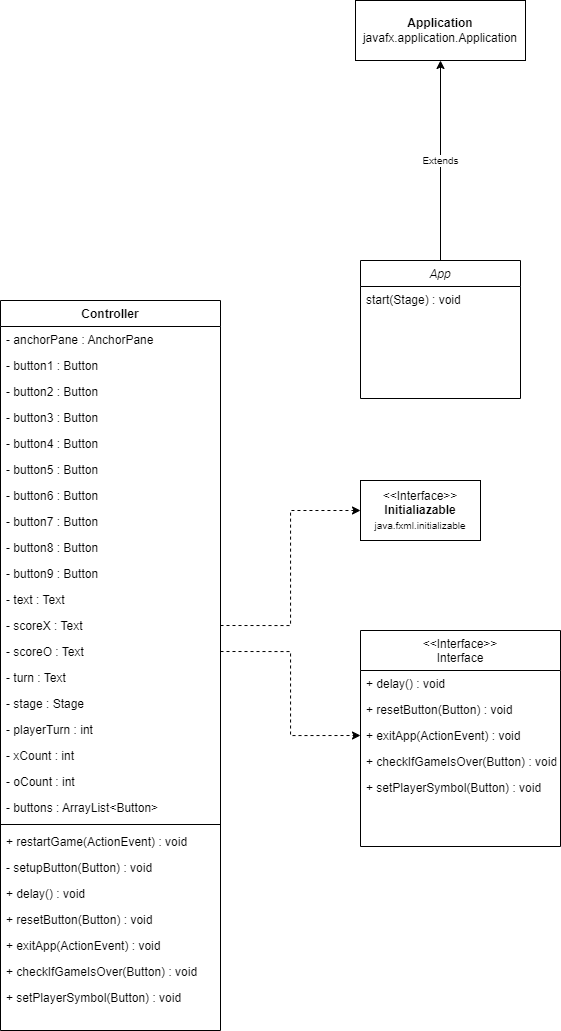 Application
javafx.application.Application
Extends
App
start(Stage) : void
Controller
- anchorPane : AnchorPane
- button1 : Button
- button2 : Button
- button3 : Button
- button4 : Button
- button5 : Button
- button6 : Button
- button7 : Button
- button8 : Button
- button9 : Button
- text : Text
- scoreX : Text
- scoreO : Text
- turn : Text
- stage : Stage
- playerTurn : int
- xCount : int
- oCount : int
- buttons : ArrayList<Button>
+ restartGame(ActionEvent) : void
- setupButton(Button) : void
+ delay() : void
+ resetButton(Button) : void
+ exitApp(ActionEvent) : void
+ checkIfGameIsOver(Button) : void
+ setPlayerSymbol(Button) : void
<<Interface>>
Initialiazable
java.fxml.initializable
<<Interface>>
Interface
+ delay() : void
+ resetButton(Button) : void
+ exitApp(ActionEvent) : void
+ checkIfGameIsOver(Button) : void
+ setPlayerSymbol(Button) : void